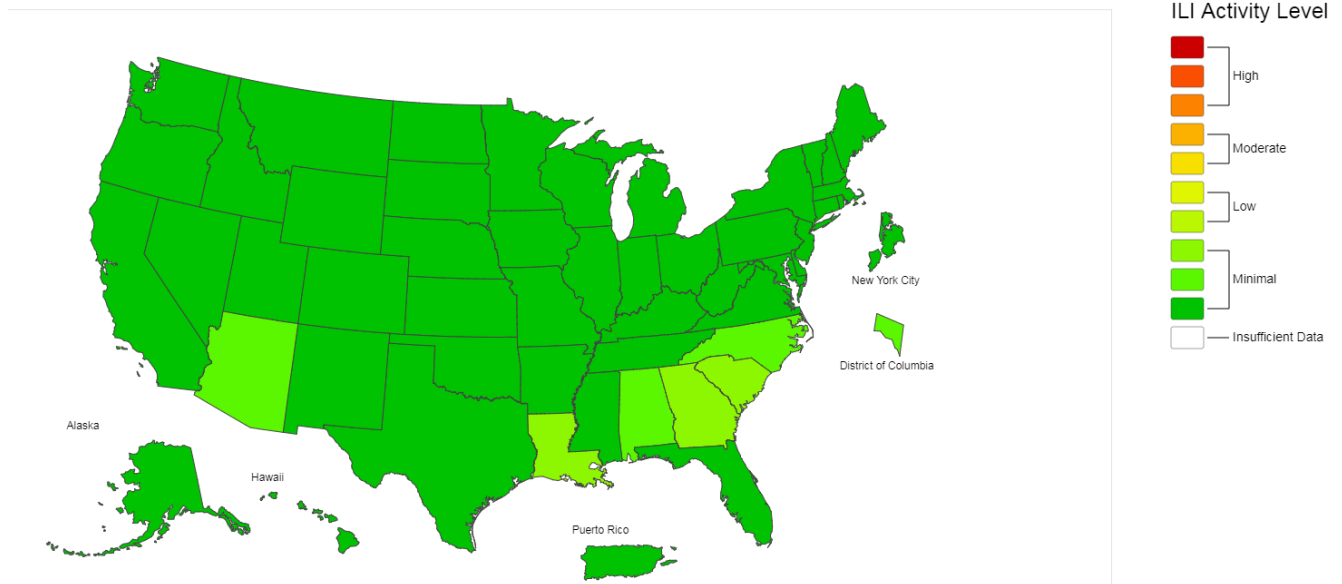 ILI Activity Level
High
Moderate
Low
Minimal
Insufficient Data
New York City
District of Columbia
Alaska
Hawaii
Puerto Rico